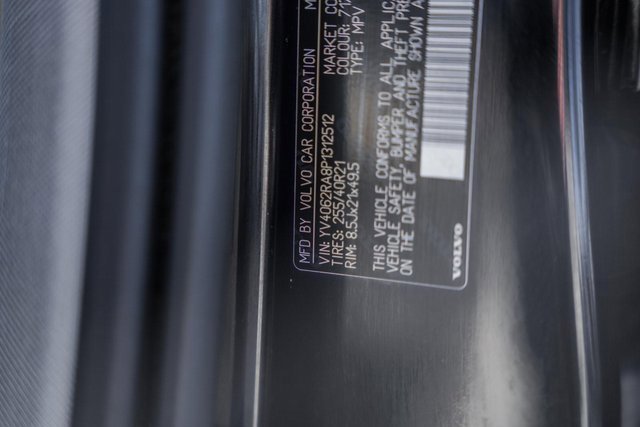 MFD BY VOLVO CAR CORPORATION M
VIN: YV4062RA8P1312512 MARKET CO
TIRES: 255/40R21 COLOUR: 71
RIM: 8.5Jx21x49.5 TYPE: MPV
THIS VEHICLE CONFORMS TO ALL APPLIC
VEHICLE SAFETY, BUMPER, AND THEFT PRE
ON THE DATE OF MANUFACTURE SHOWN A
VOLVO